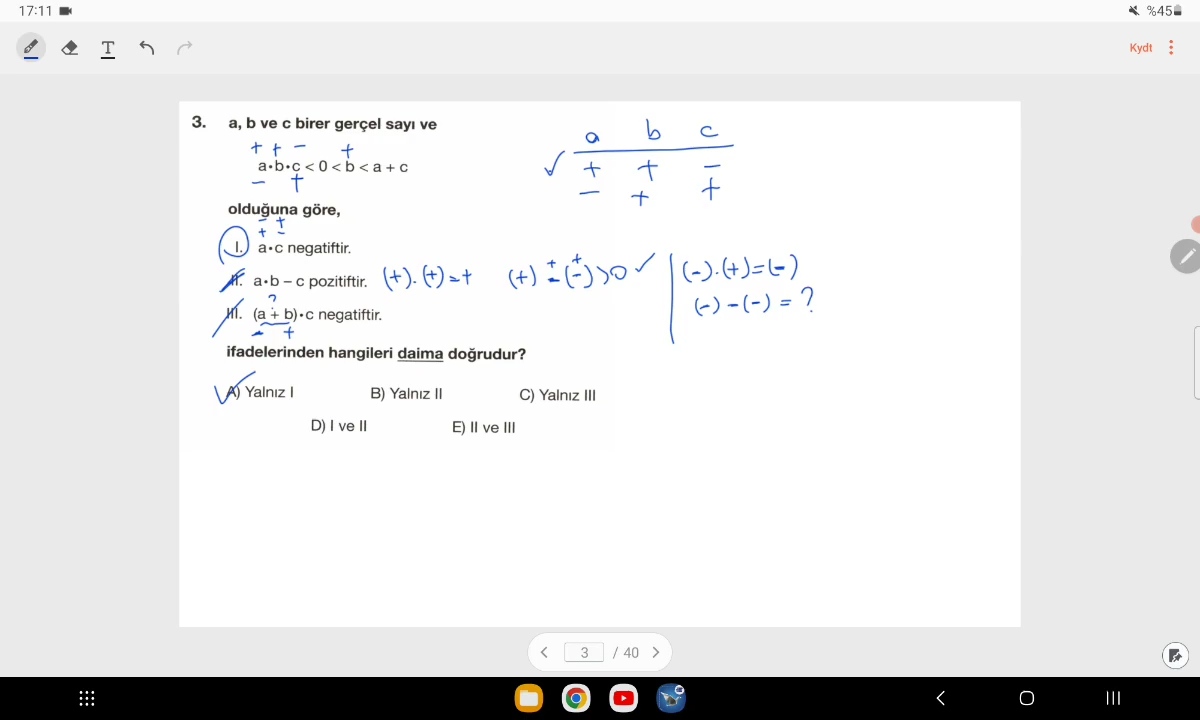 17:11
%45
T
Kydt
3. a, b ve c birer gerçel sayı ve
a b c
+ + - +
a•b•c < 0 < b < a + c
- +
✓ + + -
- + +
olduğuna göre,
- +
+ -
I. a•c negatiftir.
II. a•b – c pozitiftir. (+).(+)=+ (+) - (-) >0 ✓ (-).(+)=(-)
+ +
(-)-(-) = ?
?
III. (a + b)•c negatiftir.
- +
ifadelerinden hangileri daima doğrudur?
A) Yalnız I B) Yalnız II C) Yalnız III
D) I ve II E) II ve III
3 / 40